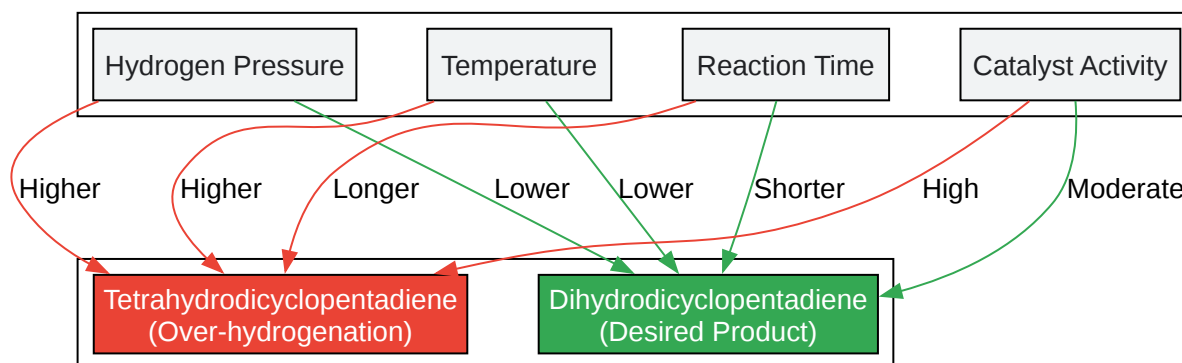 Hydrogen Pressure
Temperature
Reaction Time
Catalyst Activity
Higher
Higher
Longer
Lower
Lower
Shorter
High
Moderate
Tetrahydrodicyclopentadiene
(Over-hydrogenation)
Dihydrodicyclopentadiene
(Desired Product)